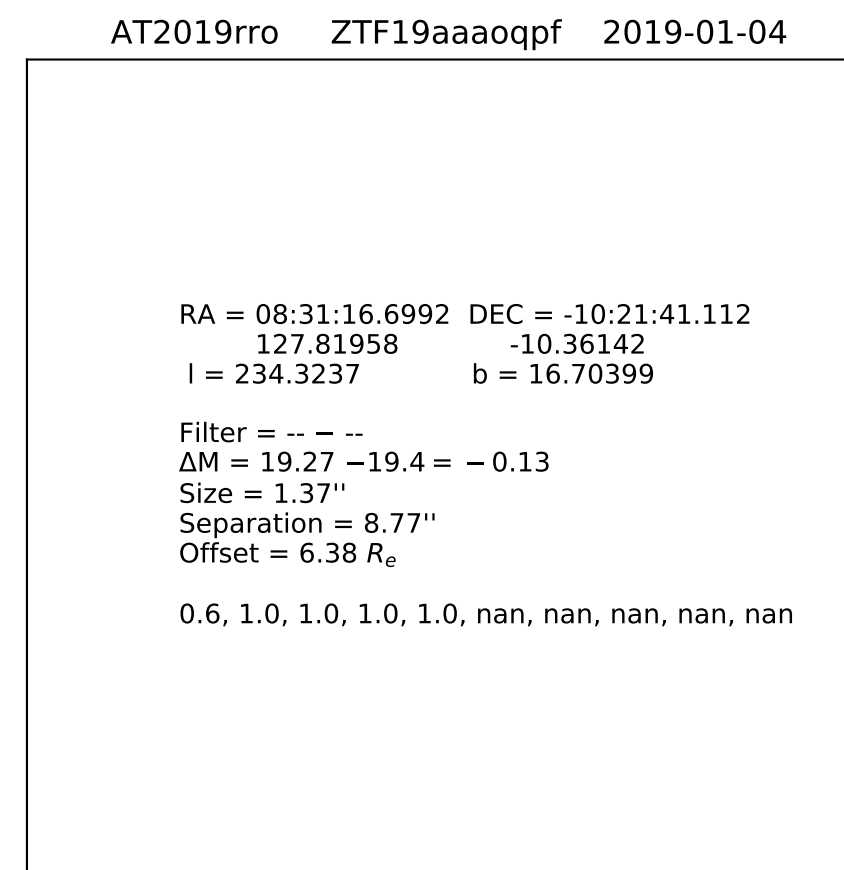 AT2019rro ZTF19aaaoqpf 2019-01-04
RA = 08:31:16.6992 DEC = -10:21:41.112
127.81958 -10.36142
l = 234.3237 b = 16.70399
Filter = -- − --
ΔM = 19.27 −19.4 = − 0.13
Size = 1.37''
Separation = 8.77''
Offset = 6.38 Re
0.6, 1.0, 1.0, 1.0, 1.0, nan, nan, nan, nan, nan